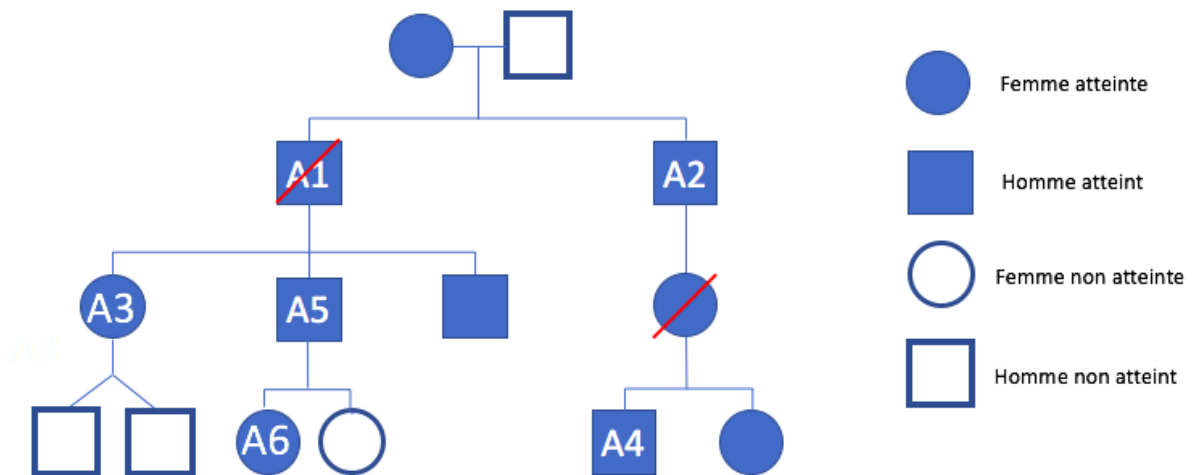 Femme atteinte
A1
A2
Homme atteint
Femme non atteinte
A3
A5
Homme non atteint
A6
A4